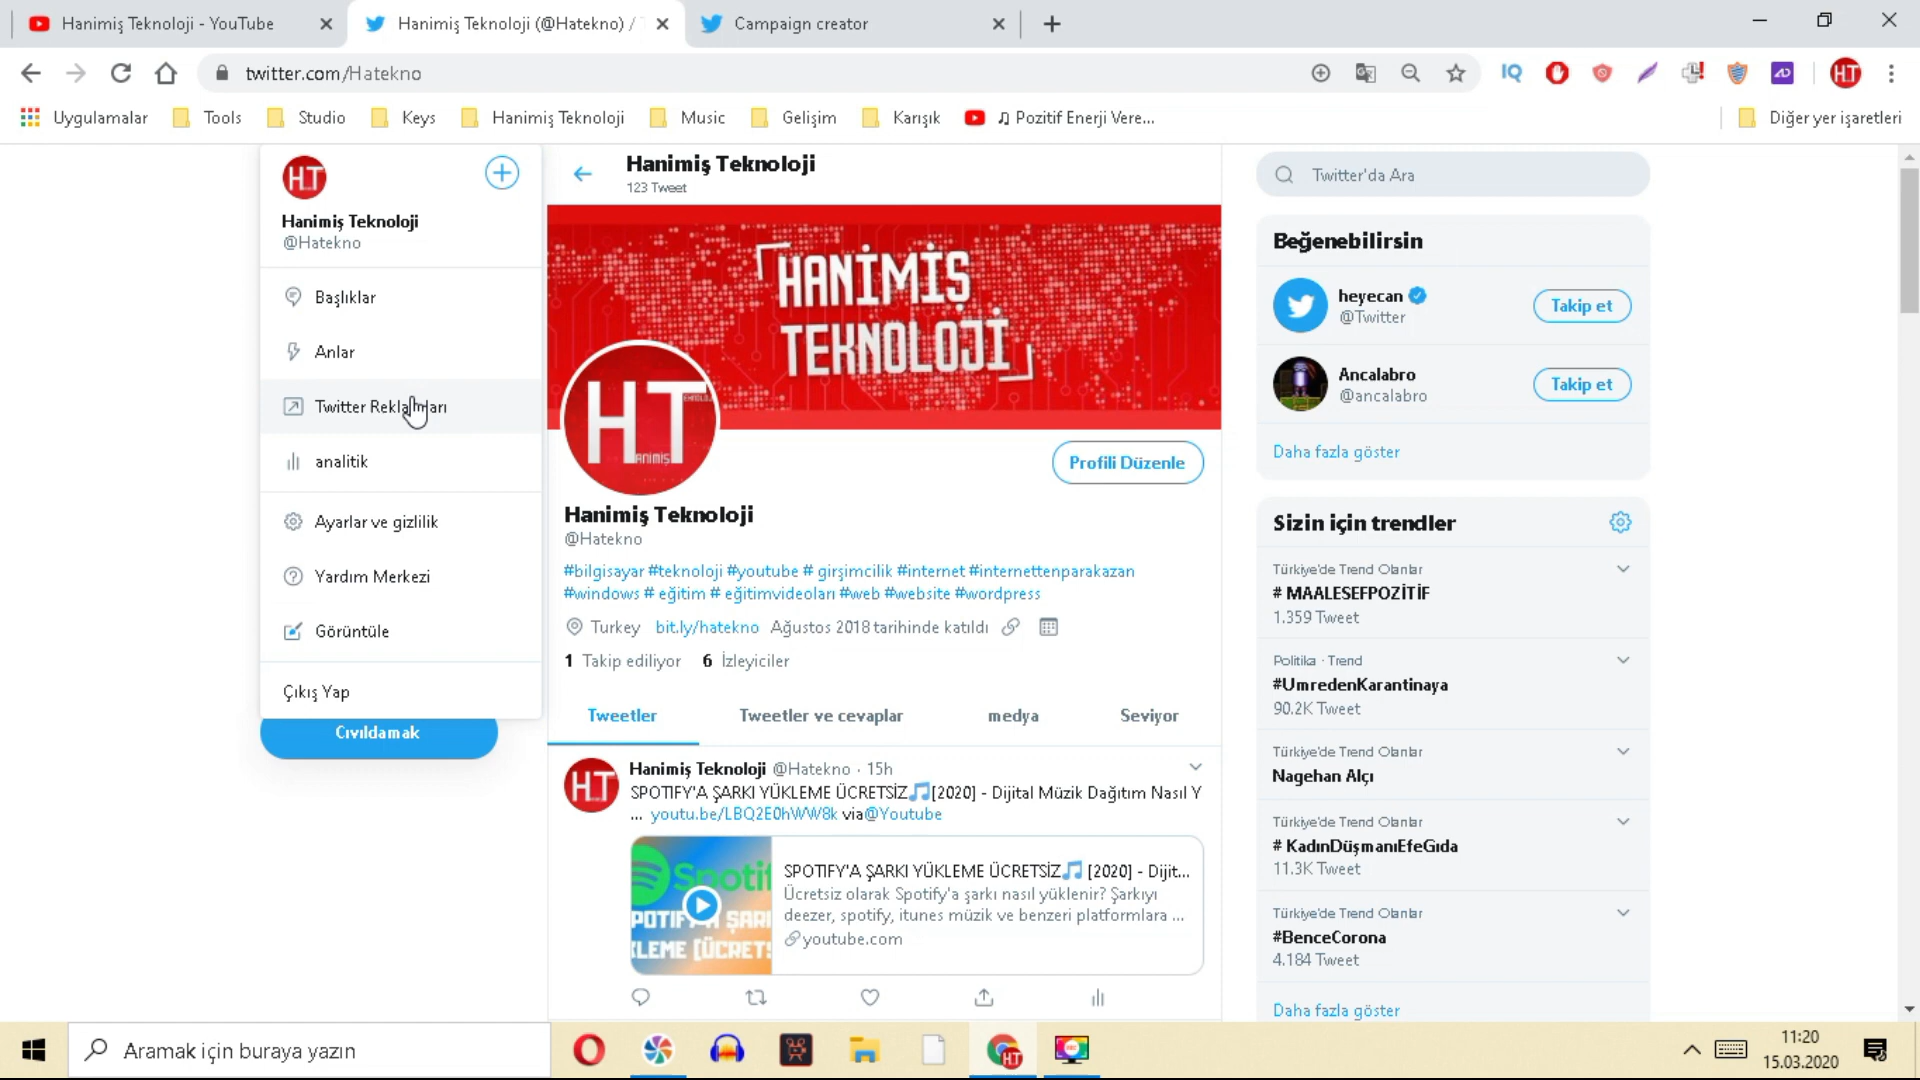 Hanimiş Teknoloji - YouTube
Hanimiş Teknoloji (@Hatekno) /
Campaign creator
twitter.com/Hatekno
Uygulamalar
Tools
Studio
Keys
Hanimiş Teknoloji
Music
Gelişim
Karışık
♫ Pozitif Enerji Vere...
Diğer yer işaretleri
Hanimiş Teknoloji
@Hatekno
Başlıklar
Anlar
Twitter Reklamları
analitik
Ayarlar ve gizlilik
Yardım Merkezi
Görüntüle
Çıkış Yap
Cıvıldamak
Hanimiş Teknoloji
123 Tweet
HANİMİŞ
TEKNOLOJİ
HT
Profili Düzenle
Hanimiş Teknoloji
@Hatekno
#bilgisayar #teknoloji #youtube # girşimcilik #internet #internettenparakazan
#windows # eğitim # eğitimvideoları #web #website #wordpress
Turkey bit.ly/hatekno Ağustos 2018 tarihinde katıldı
1 Takip ediliyor 6 İzleyiciler
Tweetler
Tweetler ve cevaplar
medya
Seviyor
Hanimiş Teknoloji @Hatekno · 15h
SPOTIFY'A ŞARKI YÜKLEME ÜCRETSİZ🎵[2020] - Dijital Müzik Dağıtım Nasıl Y
... youtu.be/LBQ2E0hWW8k via@Youtube
SPOTIFY'A ŞARKI YÜKLEME ÜCRETSİZ🎵 [2020] - Dijit...
Ücretsiz olarak Spotify'a şarkı nasıl yüklenir? Şarkıyı
deezer, spotify, itunes müzik ve benzeri platformlara ...
youtube.com
Twitter'da Ara
Beğenebilirsin
heyecan
@Twitter
Takip et
Ancalabro
@ancalabro
Takip et
Daha fazla göster
Sizin için trendler
Türkiye'de Trend Olanlar
# MAALESEFPOZİTİF
1.359 Tweet
Politika · Trend
#UmredenKarantinaya
90.2K Tweet
Türkiye'de Trend Olanlar
Nagehan Alçı
Türkiye'de Trend Olanlar
# KadınDüşmanıEfeGıda
11.3K Tweet
Türkiye'de Trend Olanlar
#BenceCorona
4.184 Tweet
Daha fazla göster
Aramak için buraya yazın
11:20
15.03.2020